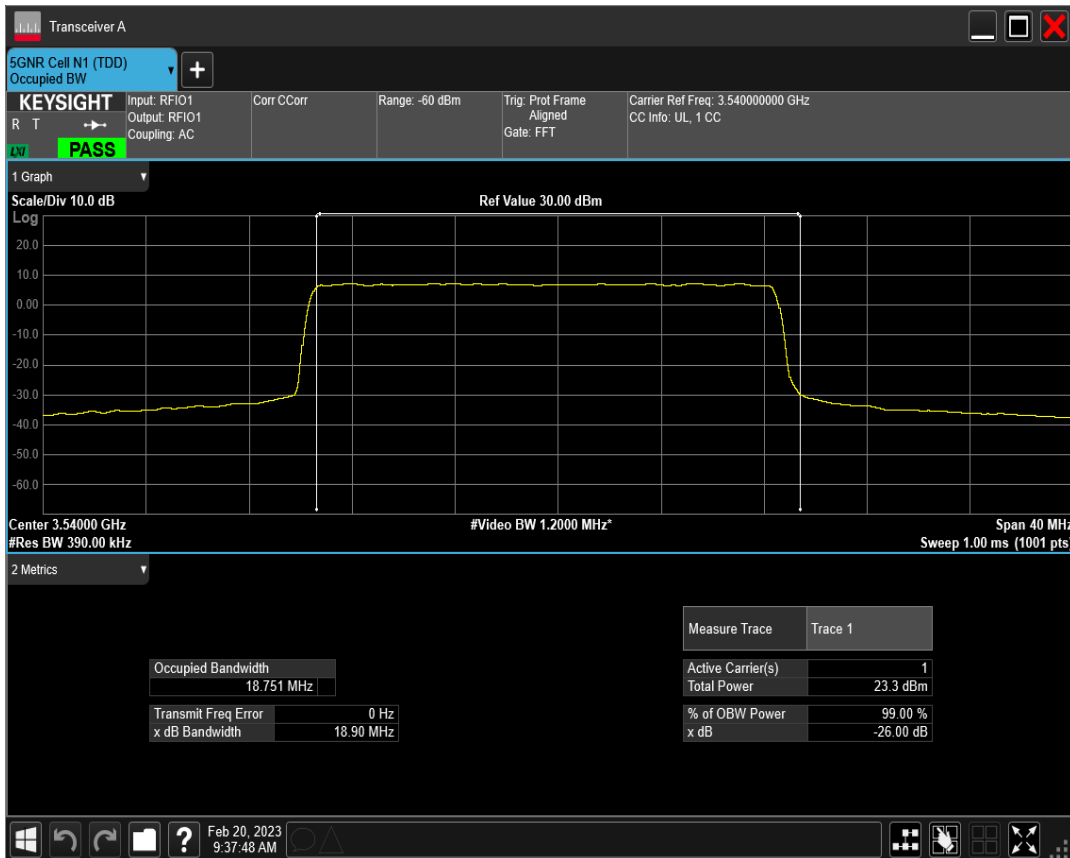 Transceiver A
5GNR Cell N1 (TDD)
Occupied BW
+
KEYSIGHT
R T
LXI
PASS
Input: RFIO1
Output: RFIO1
Coupling: AC
Corr CCorr
Range: -60 dBm
Trig: Prot Frame
Aligned
Gate: FFT
Carrier Ref Freq: 3.540000000 GHz
CC Info: UL, 1 CC
1 Graph
Scale/Div 10.0 dB
Ref Value 30.00 dBm
Log
20.0
10.0
0.00
-10.0
-20.0
-30.0
-40.0
-50.0
-60.0
Center 3.54000 GHz
#Video BW 1.2000 MHz*
Span 40 MHz
#Res BW 390.00 kHz
Sweep 1.00 ms (1001 pts)
2 Metrics
Measure Trace Trace 1
Occupied Bandwidth
18.751 MHz
Active Carrier(s) 1
Total Power 23.3 dBm
Transmit Freq Error 0 Hz
x dB Bandwidth 18.90 MHz
% of OBW Power 99.00 %
x dB -26.00 dB
?
Feb 20, 2023
9:37:48 AM